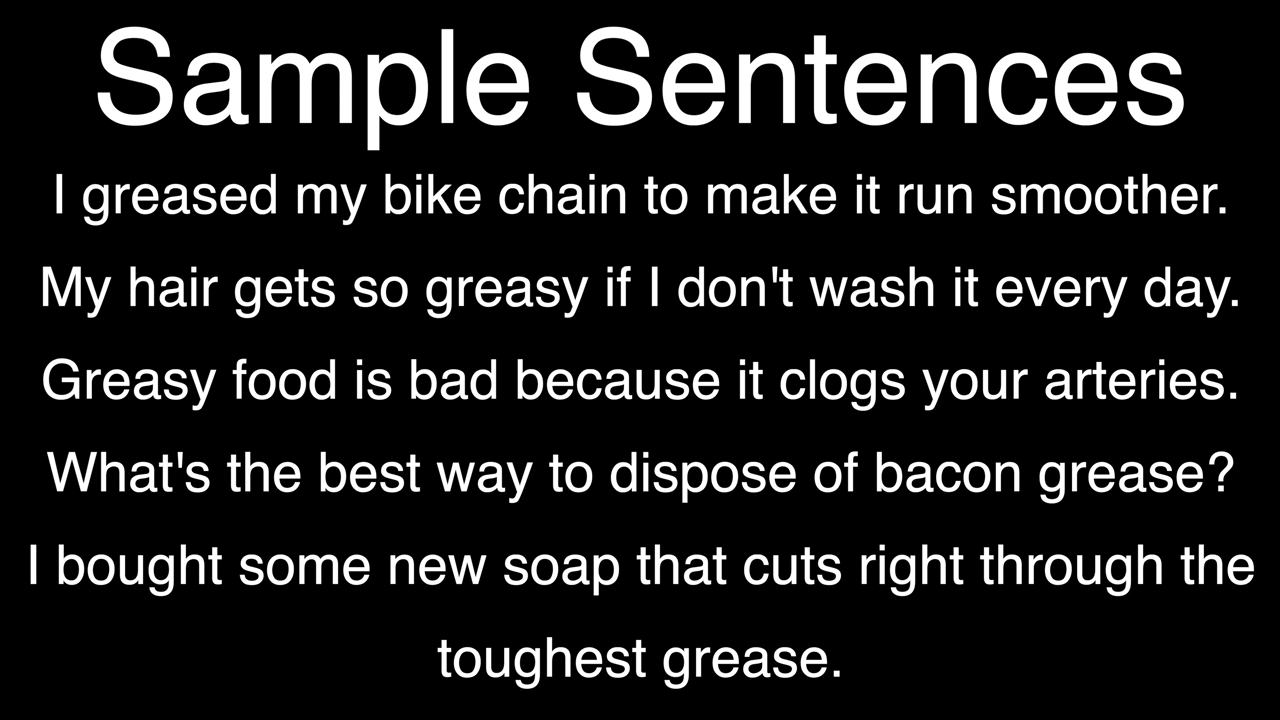 Sample Sentences
I greased my bike chain to make it run smoother.
My hair gets so greasy if I don't wash it every day.
Greasy food is bad because it clogs your arteries.
What's the best way to dispose of bacon grease?
I bought some new soap that cuts right through the
toughest grease.